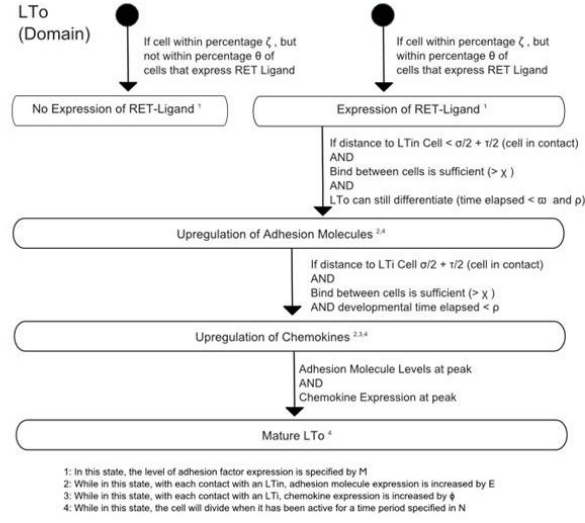 LTo
(Domain)
If cell within percentage ζ , but
not within percentage θ of
cells that express RET Ligand
If cell within percentage ζ , but
within percentage θ of
cells that express RET Ligand
No Expression of RET-Ligand ¹
Expression of RET-Ligand ¹
If distance to LTin Cell < σ/2 + τ/2 (cell in contact)
AND
Bind between cells is sufficient (> χ )
AND
LTo can still differentiate (time elapsed < ϖ and ρ)
Upregulation of Adhesion Molecules ²,⁴
If distance to LTi Cell σ/2 + τ/2 (cell in contact)
AND
Bind between cells is sufficient (> χ )
AND developmental time elapsed < ρ
Upregulation of Chemokines ²,³,⁴
Adhesion Molecule Levels at peak
AND
Chemokine Expression at peak
Mature LTo ⁴
1: In this state, the level of adhesion factor expression is specified by M
2: While in this state, with each contact with an LTin, adhesion molecule expression is increased by E
3: While in this state, with each contact with an LTi, chemokine expression is increased by ϕ
4: While in this state, the cell will divide when it has been active for a time period specified in N